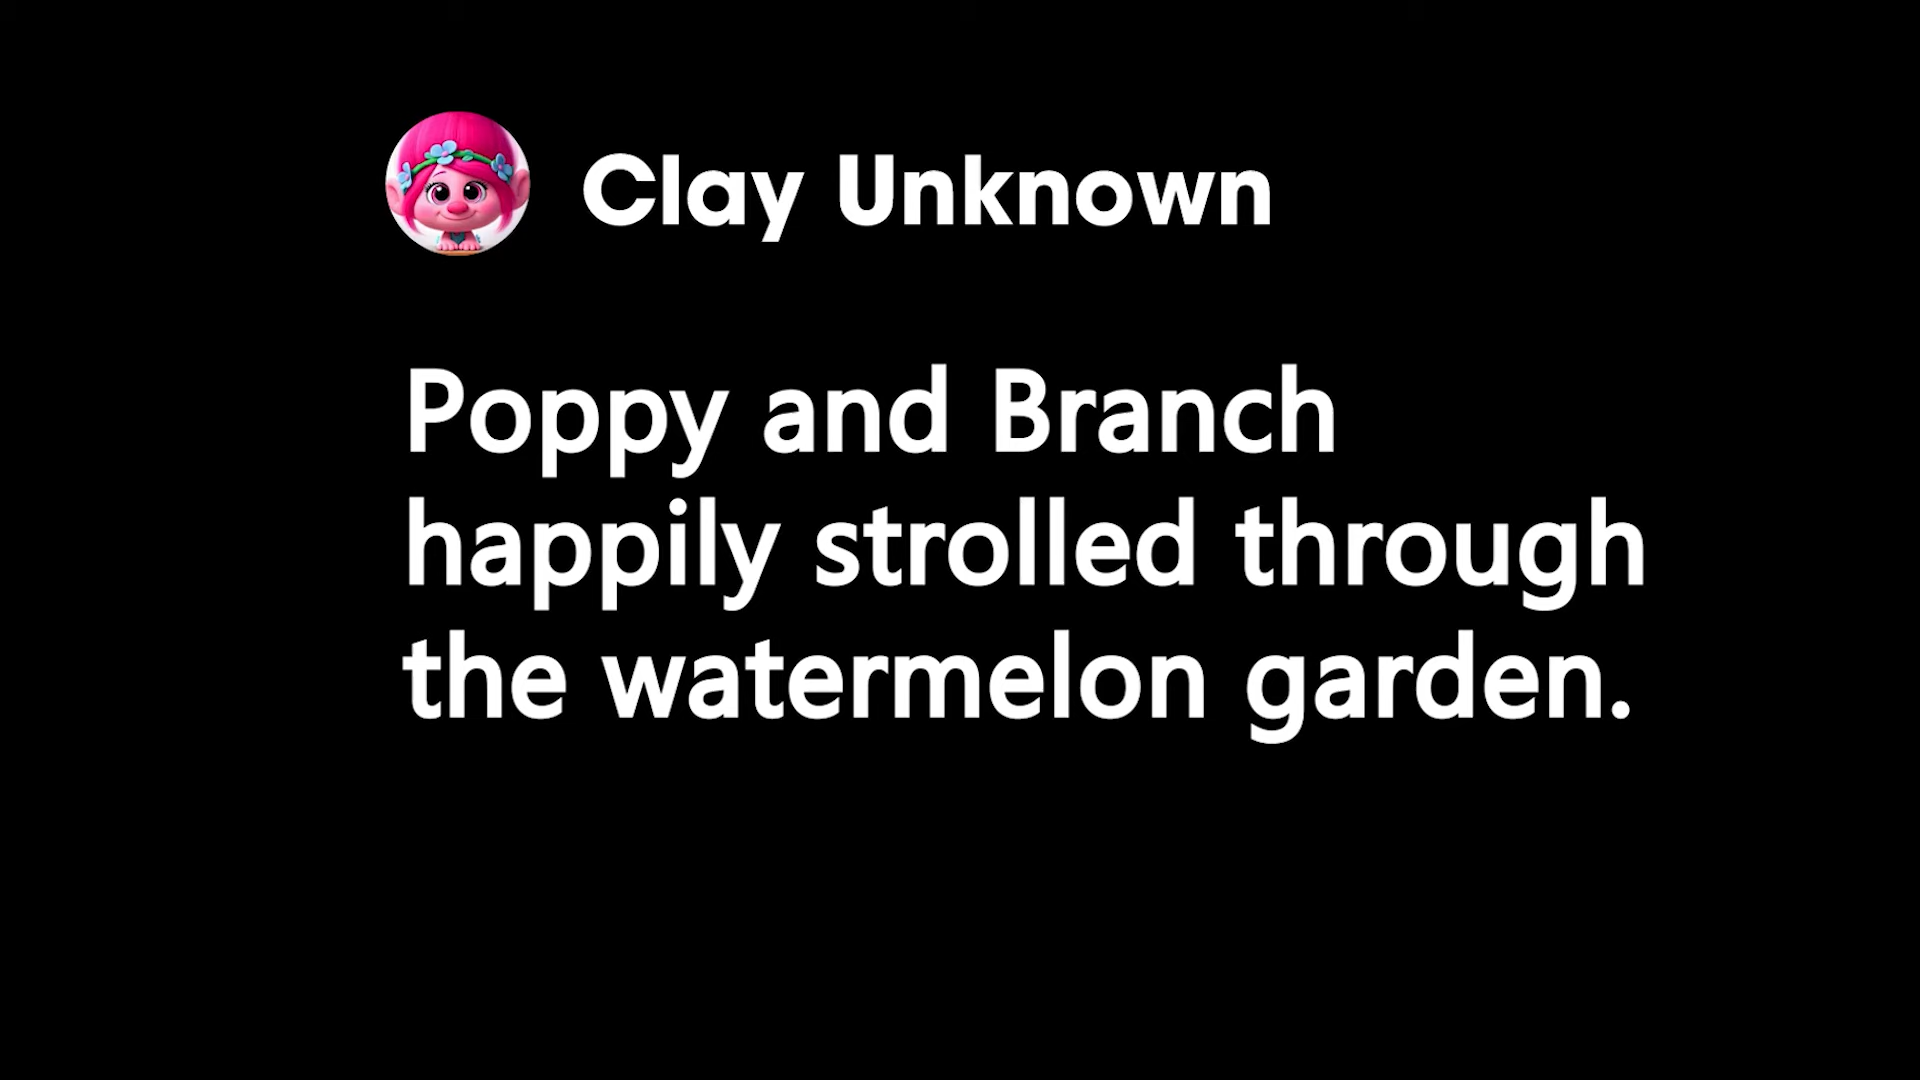 Clay Unknown
Poppy and Branch
happily strolled through
the watermelon garden.